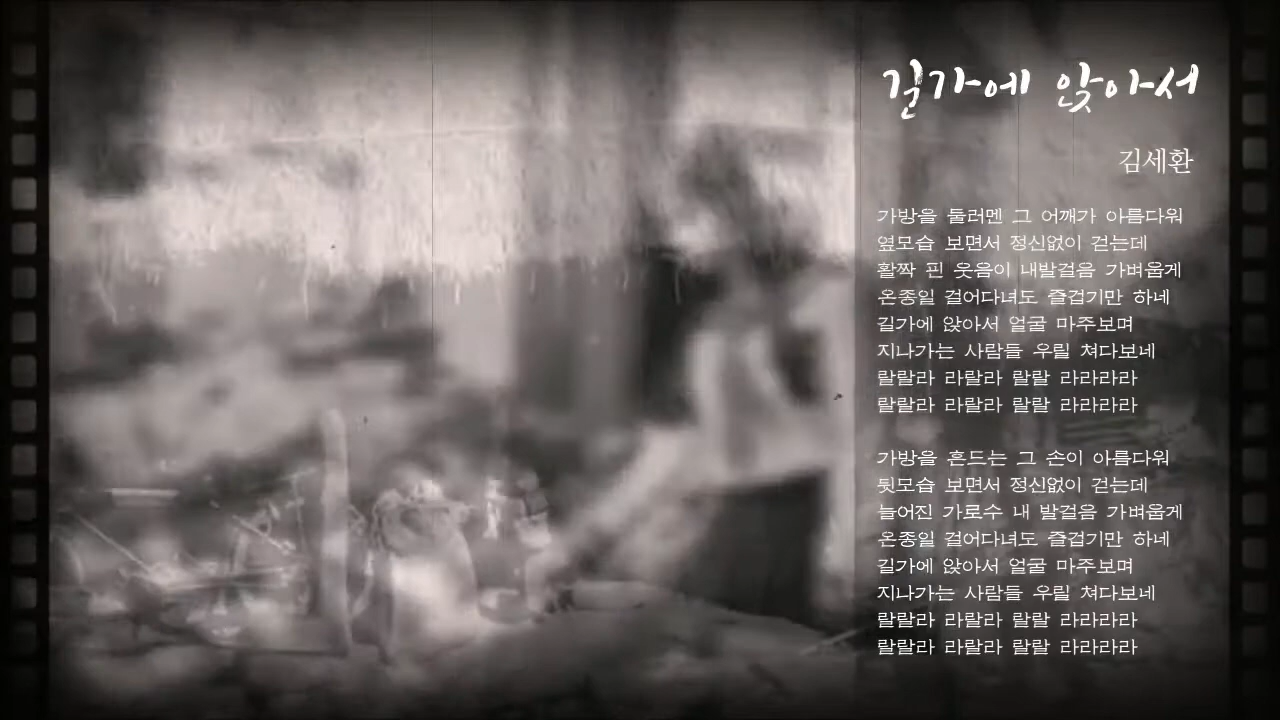 길가에 앉아서
김세환
가방을 둘러멘 그 어깨가 아름다워
옆모습 보면서 정신없이 걷는데
활짝 핀 웃음이 내발걸음 가벼웁게
온종일 걸어다녀도 즐겁기만 하네
길가에 앉아서 얼굴 마주보며
지나가는 사람들 우릴 쳐다보네
랄랄라 라랄라 랄랄 라라라라
랄랄라 라랄라 랄랄 라라라라
가방을 흔드는 그 손이 아름다워
뒷모습 보면서 정신없이 걷는데
늘어진 가로수 내 발걸음 가벼웁게
온종일 걸어다녀도 즐겁기만 하네
길가에 앉아서 얼굴 마주보며
지나가는 사람들 우릴 쳐다보네
랄랄라 라랄라 랄랄 라라라라
랄랄라 라랄라 랄랄 라라라라